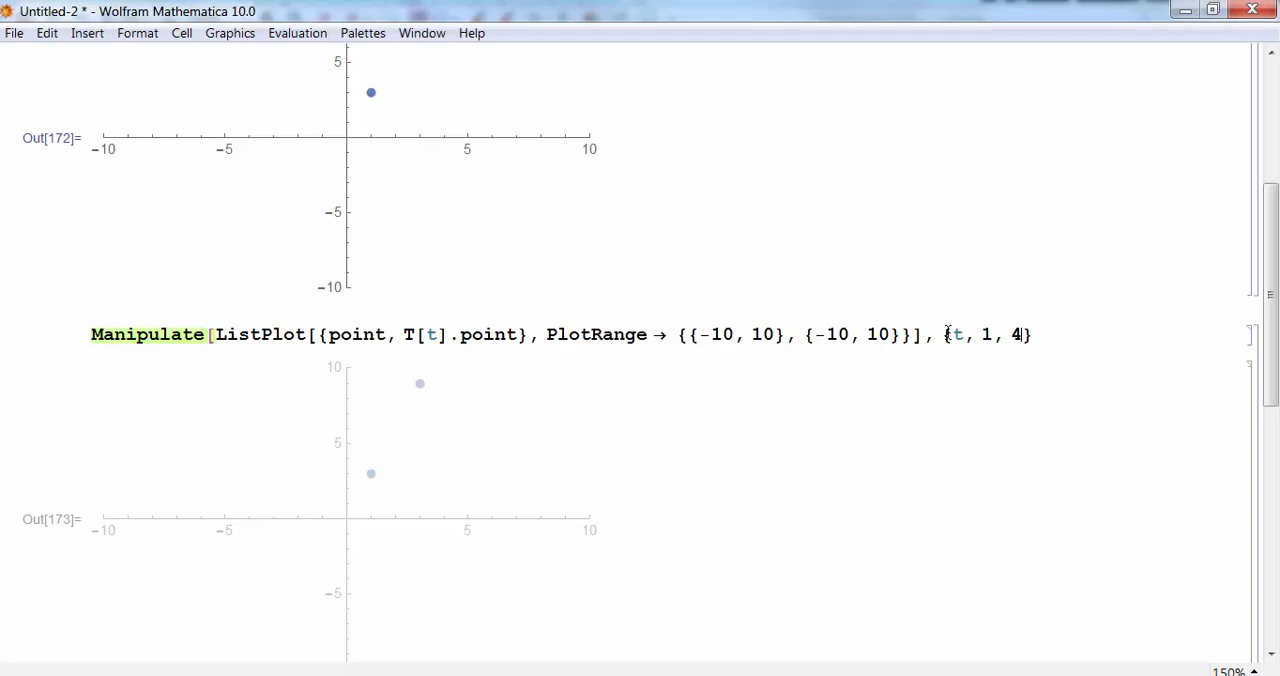 Untitled-2 * - Wolfram Mathematica 10.0
File Edit Insert Format Cell Graphics Evaluation Palettes Window Help
5
Out[172]=
-10 -5 5 10
-5
-10
Manipulate[ListPlot[{point, T[t].point}, PlotRange → {{-10, 10}, {-10, 10}}], {t, 1, 4}
10
5
Out[173]=
-10 -5 5 10
-5
150%